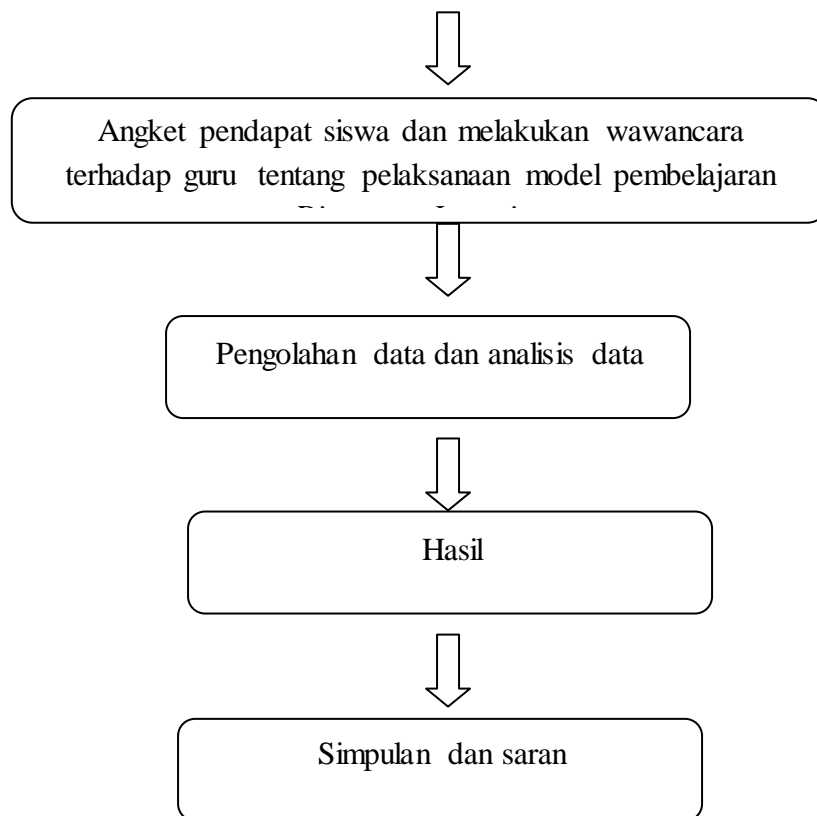 Angket pendapat siswa dan melakukan wawancara
terhadap guru tentang pelaksanaan model pembelajaran
Pengolahan data dan analisis data
Hasil
Simpulan dan saran